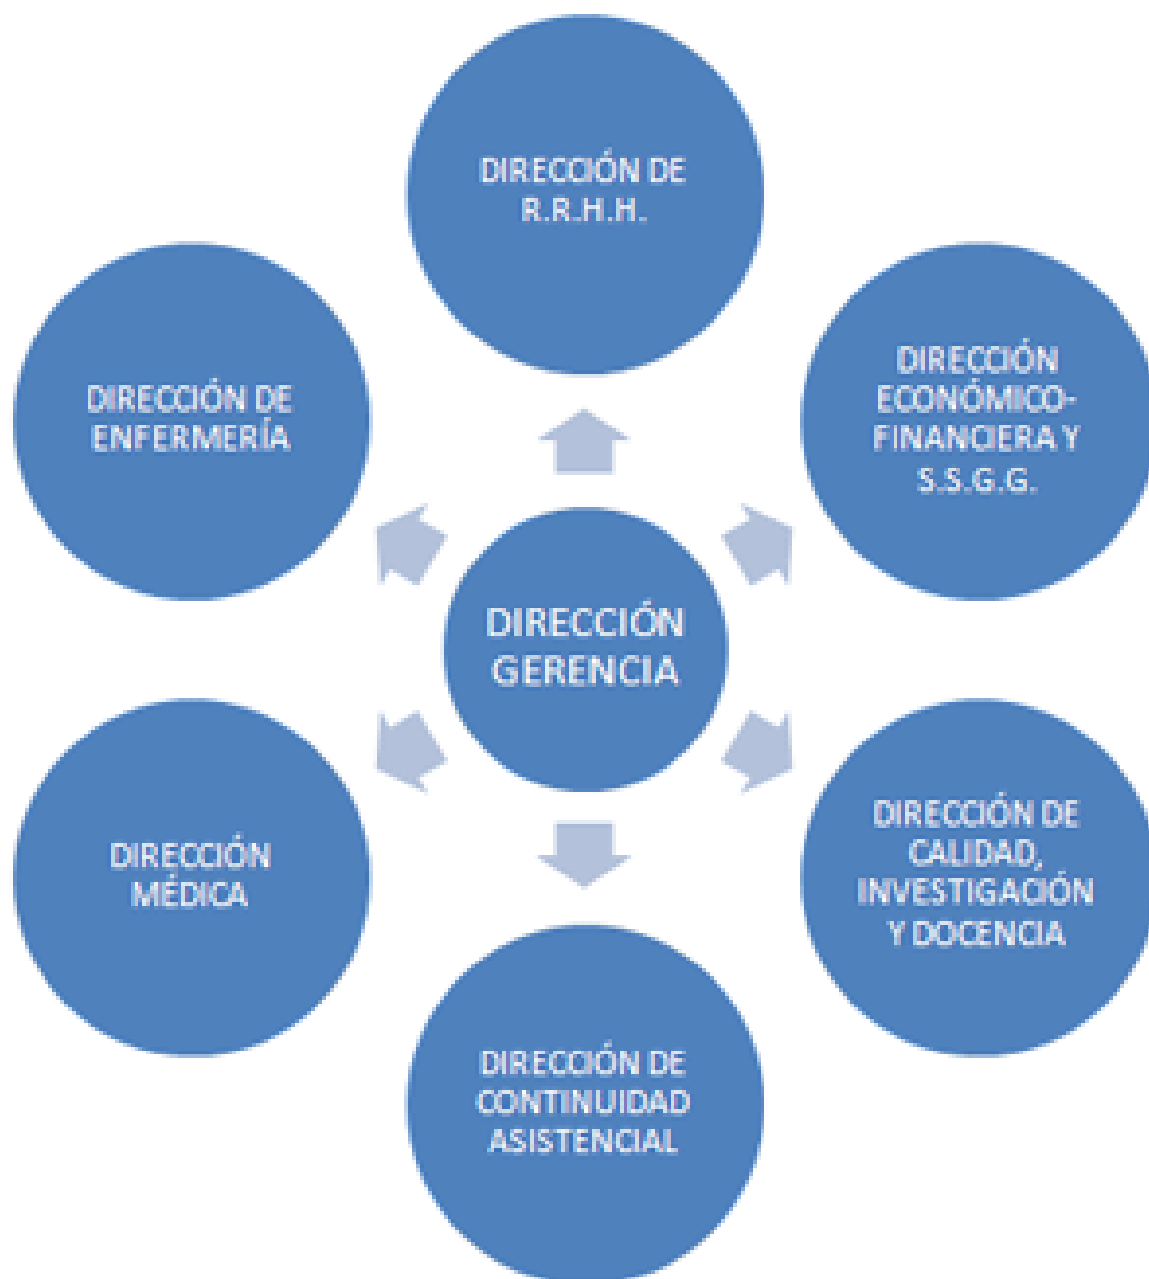 DIRECCIÓN DE
R.R.H.H.
DIRECCIÓN
ECONÓMICO-
FINANCIERA Y
S.S.G.G.
DIRECCIÓN DE
ENFERMERÍA
DIRECCIÓN
GERENCIA
DIRECCIÓN DE
CALIDAD,
INVESTIGACIÓN
Y DOCENCIA
DIRECCIÓN
MÉDICA
DIRECCIÓN DE
CONTINUIDAD
ASISTENCIAL